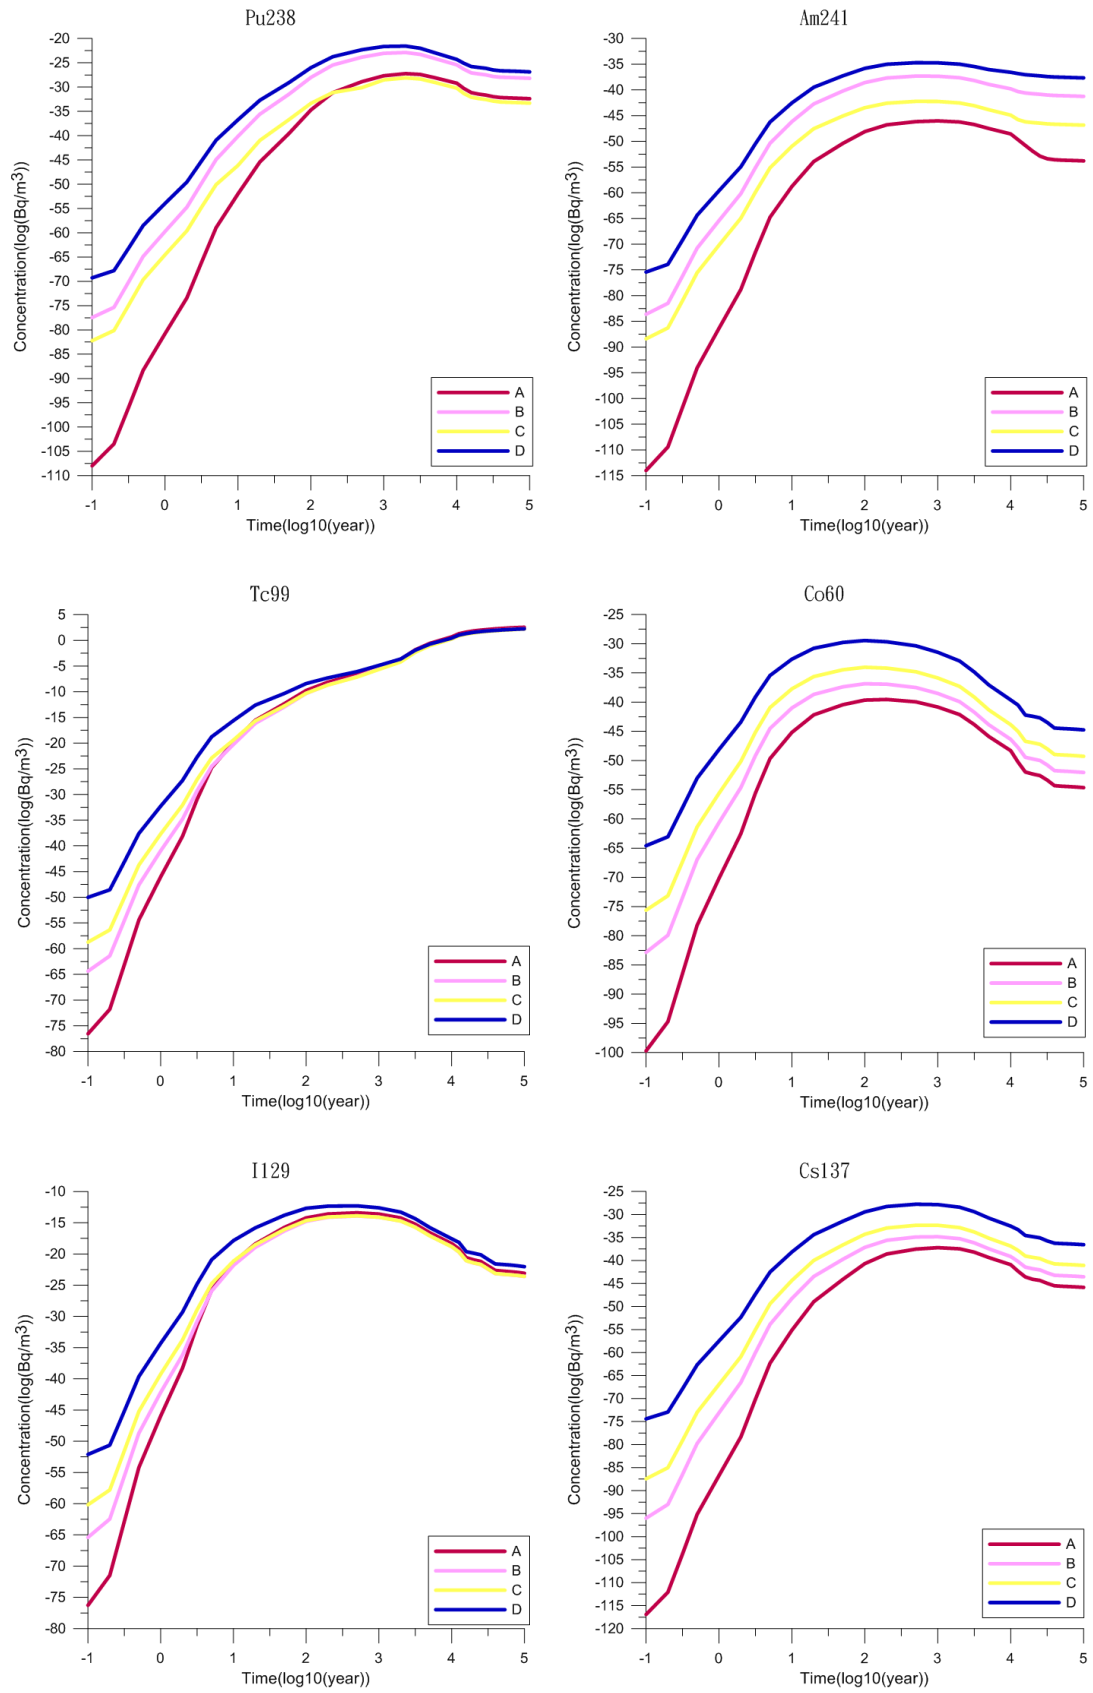 Pu238
Concentration(log(Bq/m3))
-20
-25
-30
-35
-40
-45
-50
-55
-60
-65
-70
-75
-80
-85
-90
-95
-100
-105
-110
A
B
C
D
-1 0 1 2 3 4 5
Time(log10(year))
Am241
Concentration(log(Bq/m3))
-30
-35
-40
-45
-50
-55
-60
-65
-70
-75
-80
-85
-90
-95
-100
-105
-110
-115
A
B
C
D
-1 0 1 2 3 4 5
Time(log10(year))
Tc99
Concentration(log(Bq/m3))
5
0
-5
-10
-15
-20
-25
-30
-35
-40
-45
-50
-55
-60
-65
-70
-75
-80
A
B
C
D
-1 0 1 2 3 4 5
Time(log10(year))
Co60
Concentration(log(Bq/m3))
-25
-30
-35
-40
-45
-50
-55
-60
-65
-70
-75
-80
-85
-90
-95
-100
A
B
C
D
-1 0 1 2 3 4 5
Time(log10(year))
I129
Concentration(log(Bq/m3))
-10
-15
-20
-25
-30
-35
-40
-45
-50
-55
-60
-65
-70
-75
-80
A
B
C
D
-1 0 1 2 3 4 5
Time(log10(year))
Cs137
Concentration(log(Bq/m3))
-25
-30
-35
-40
-45
-50
-55
-60
-65
-70
-75
-80
-85
-90
-95
-100
-105
-110
-115
-120
A
B
C
D
-1 0 1 2 3 4 5
Time(log10(year))